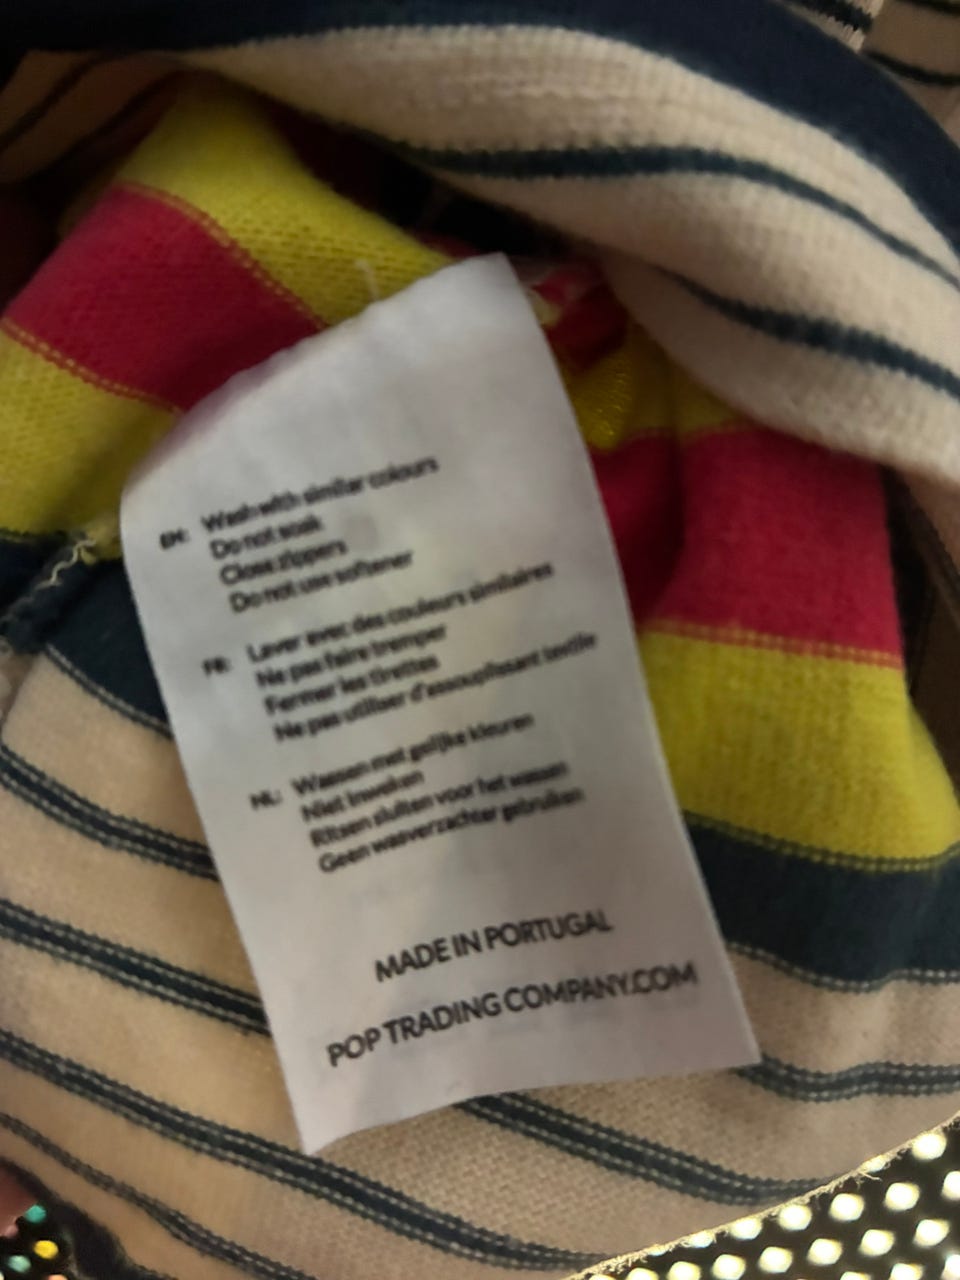 EN: Wash with similar colours
Do not soak
Close zippers
Do not use softener
FR: Laver avec des couleurs similaires
Ne pas faire tremper
Fermer les tirettes
Ne pas utiliser d'assouplissant textile
NL: Wassen met gelijke kleuren
Niet inweken
Ritsen sluiten voor het wassen
Geen wasverzachter gebruiken
MADE IN PORTUGAL
POP TRADING COMPANY.COM